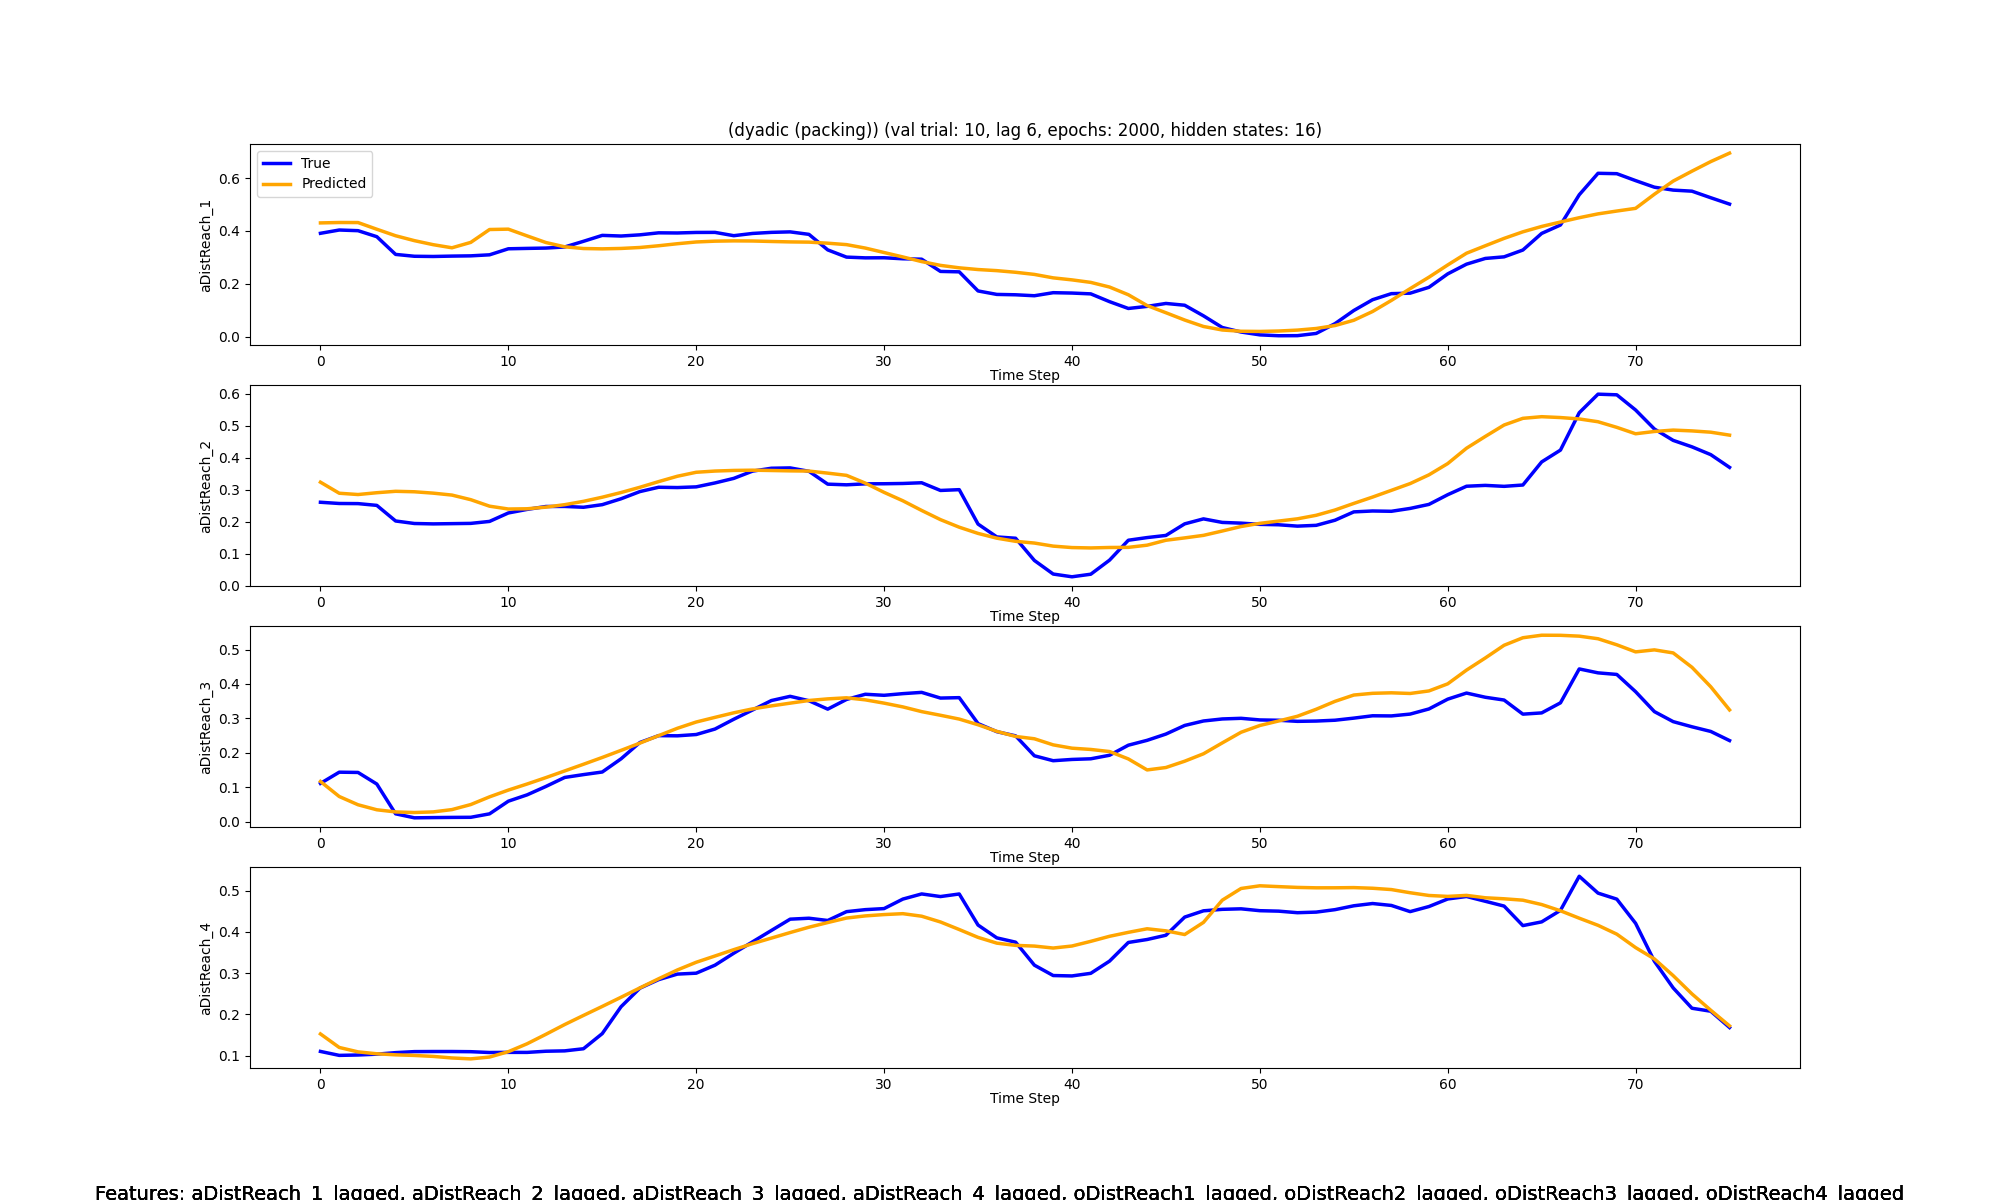 (dyadic (packing)) (val trial: 10, lag 6, epochs: 2000, hidden states: 16)
True
Predicted
aDistReach_1
0.6
0.4
0.2
0.0
0 10 20 30 40 50 60 70
Time Step
aDistReach_2
0.6
0.5
0.4
0.3
0.2
0.1
0.0
0 10 20 30 40 50 60 70
Time Step
aDistReach_3
0.5
0.4
0.3
0.2
0.1
0.0
0 10 20 30 40 50 60 70
Time Step
aDistReach_4
0.5
0.4
0.3
0.2
0.1
0 10 20 30 40 50 60 70
Time Step
Features: aDistReach_1_lagged, aDistReach_2_lagged, aDistReach_3_lagged, aDistReach_4_lagged, oDistReach1_lagged, oDistReach2_lagged, oDistReach3_lagged, oDistReach4_lagged